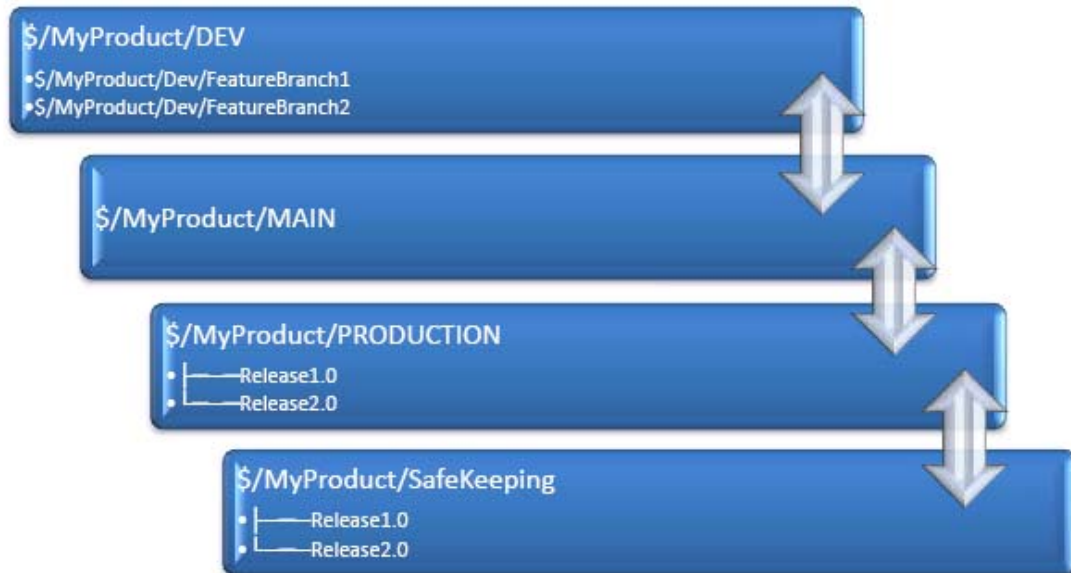 $/MyProduct/DEV
•$/MyProduct/Dev/FeatureBranch1
•$/MyProduct/Dev/FeatureBranch2
$/MyProduct/MAIN
$/MyProduct/PRODUCTION
• ├───Release1.0
• └───Release2.0
$/MyProduct/SafeKeeping
• ├───Release1.0
• └───Release2.0